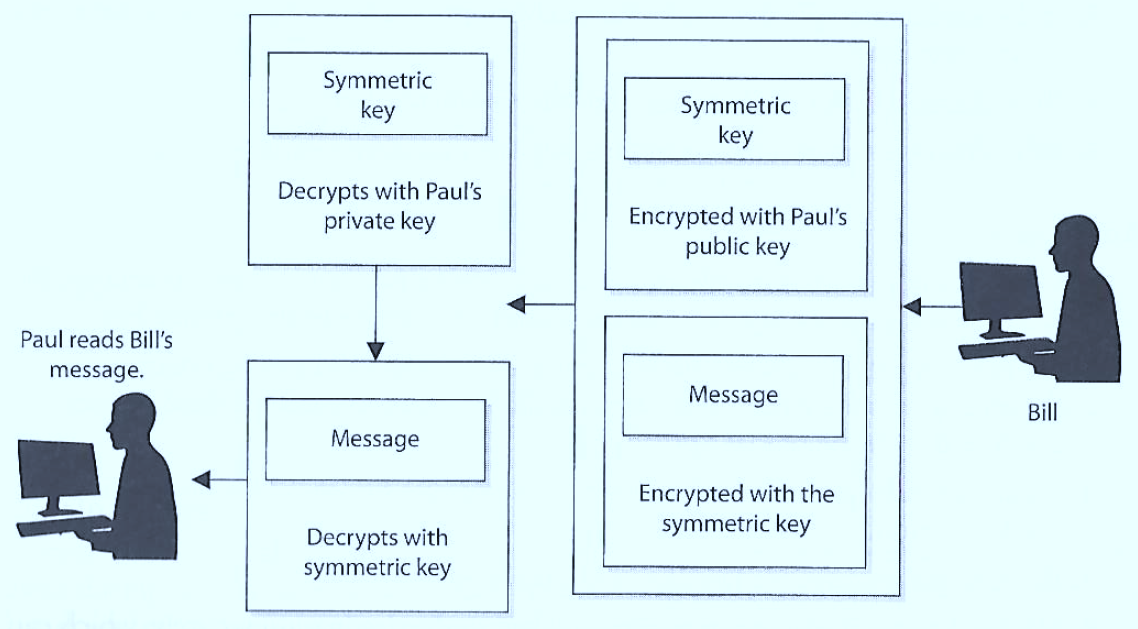 Symmetric
key
Decrypts with Paul's
private key
Symmetric
key
Encrypted with Paul's
public key
Paul reads Bill's
message.
Message
Decrypts with
symmetric key
Message
Encrypted with the
symmetric key
Bill